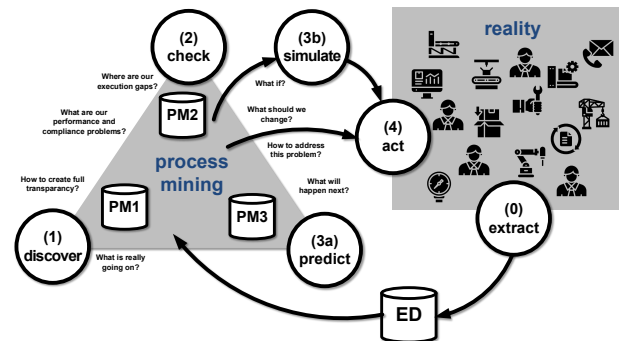 reality
(2)
check
(3b)
simulate
Where are our
execution gaps?
What if?
PM2
What are our
performance and
compliance problems?
What should we
change?
(4)
act
process
mining
How to address
this problem?
How to create full
transparency?
What will
happen next?
PM1
PM3
(0)
extract
(1)
discover
(3a)
predict
What is really
going on?
ED